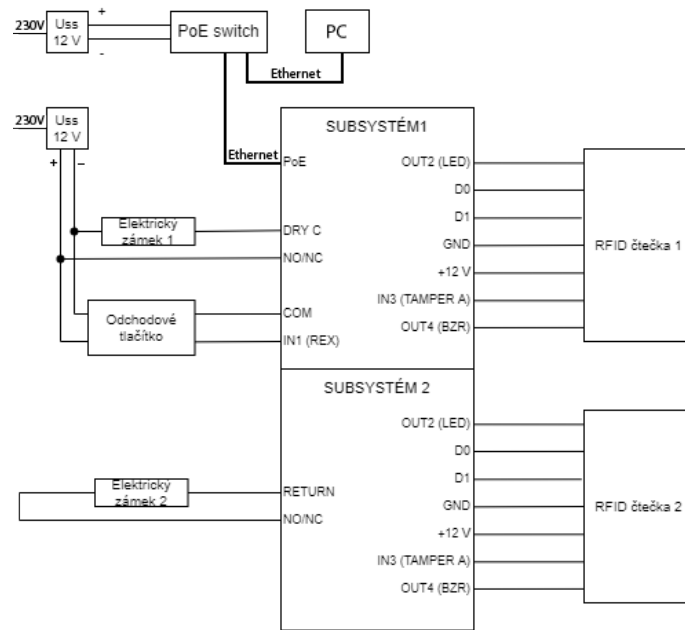 230V
Uss
12 V
+
-
PoE switch
PC
Ethernet
230V
Uss
12 V
+
–
Ethernet
SUBSYSTÉM1
PoE
OUT2 (LED)
D0
D1
GND
+12 V
IN3 (TAMPER A)
OUT4 (BZR)
RFID čtečka 1
Elektrický
zámek 1
DRY C
NO/NC
Odchodové
tlačítko
COM
IN1 (REX)
SUBSYSTÉM 2
OUT2 (LED)
D0
D1
GND
+12 V
IN3 (TAMPER A)
OUT4 (BZR)
RFID čtečka 2
Elektrický
zámek 2
RETURN
NO/NC